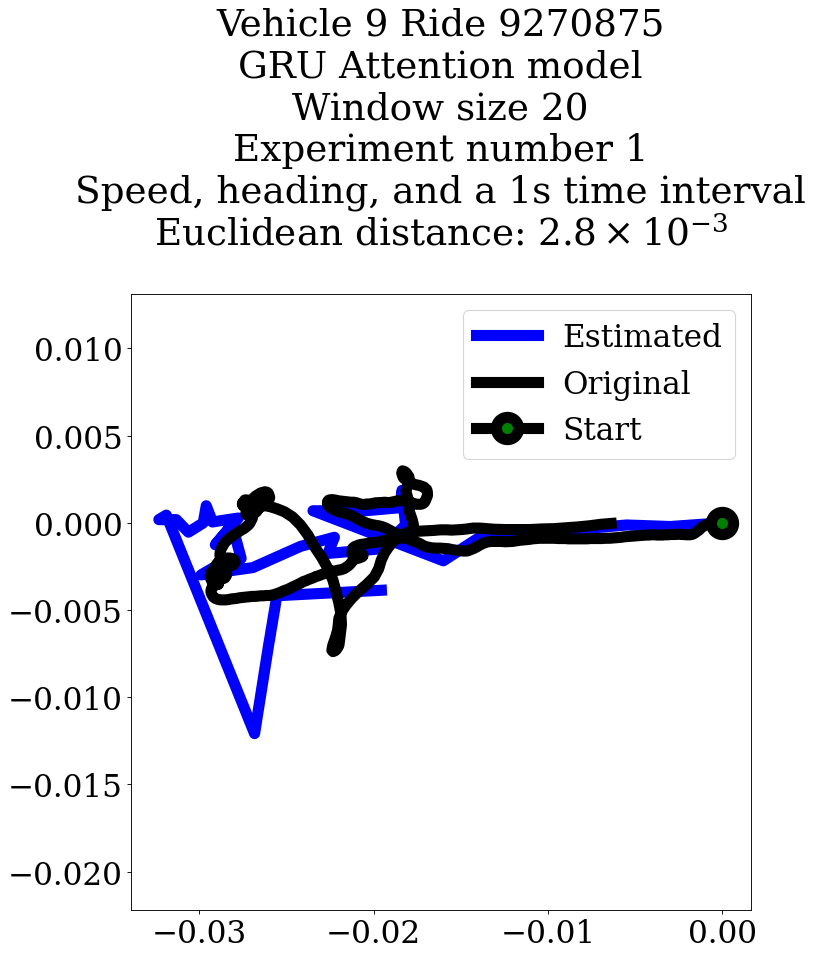 Vehicle 9 Ride 9270875
GRU Attention model
Window size 20
Experiment number 1
Speed, heading, and a 1s time interval
Euclidean distance: 2.8 × 10⁻³
Estimated
Original
Start
0.010
0.005
0.000
−0.005
−0.010
−0.015
−0.020
−0.03
−0.02
−0.01
0.00